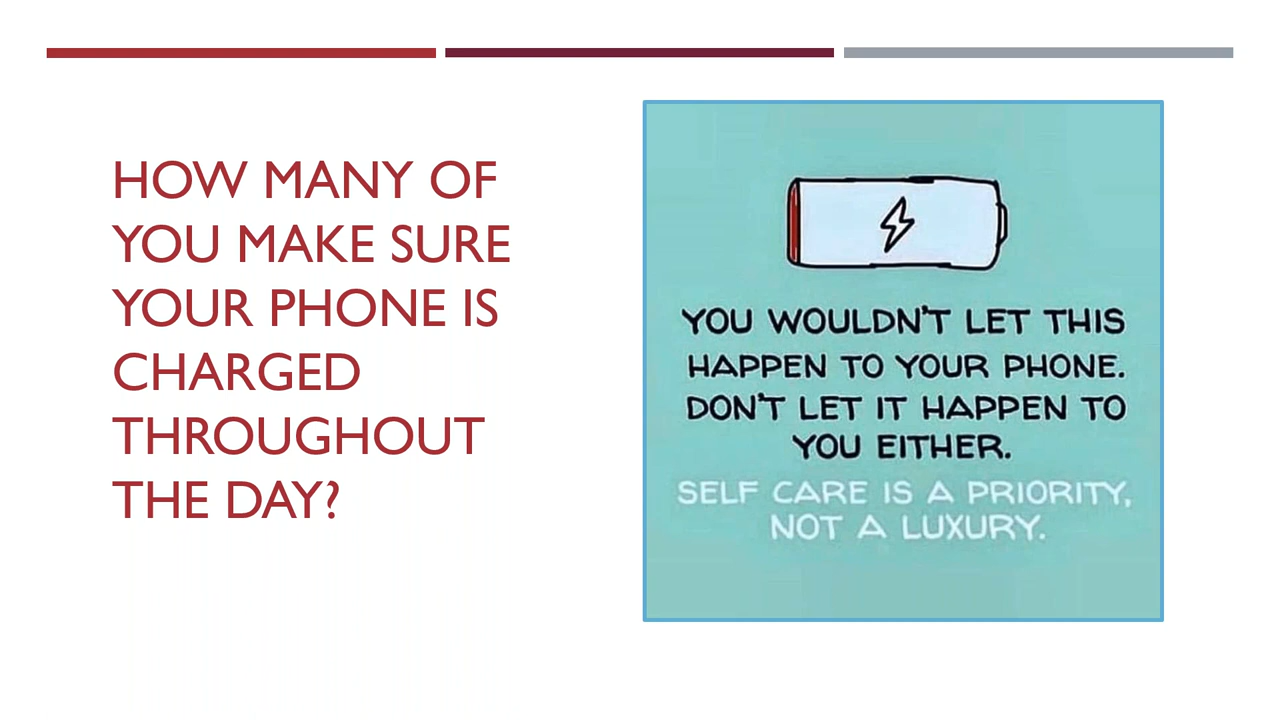 HOW MANY OF
YOU MAKE SURE
YOUR PHONE IS
CHARGED
THROUGHOUT
THE DAY?
YOU WOULDN'T LET THIS
HAPPEN TO YOUR PHONE.
DON'T LET IT HAPPEN TO
YOU EITHER.
SELF CARE IS A PRIORITY,
NOT A LUXURY.